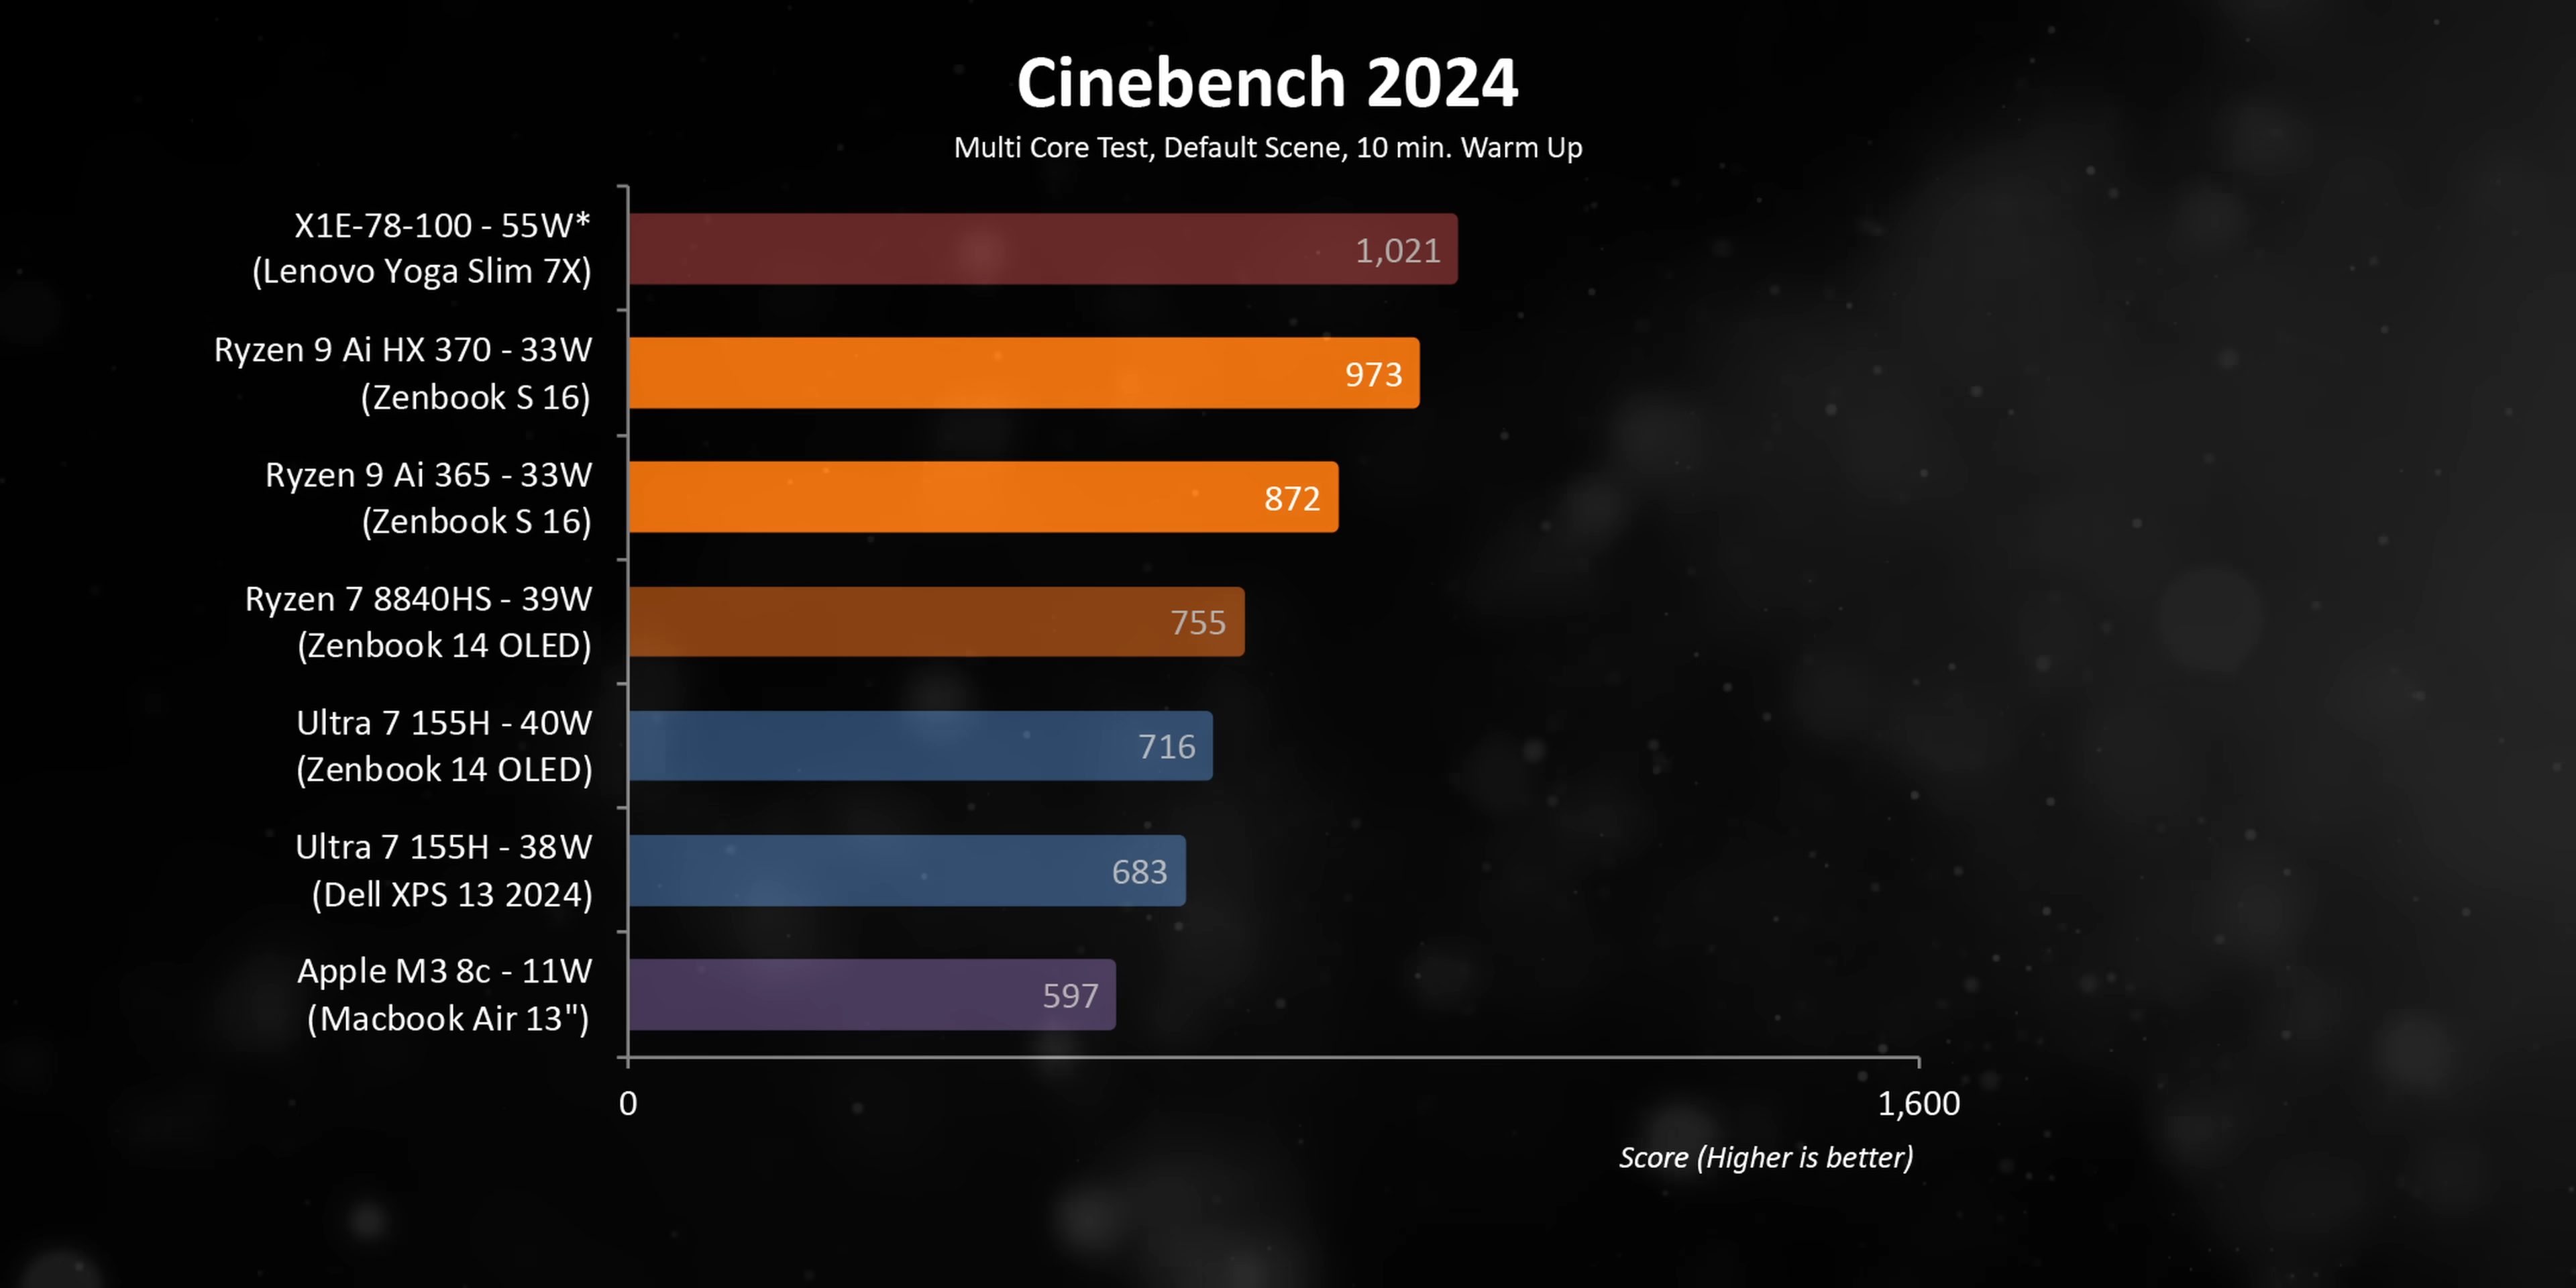 Cinebench 2024
Multi Core Test, Default Scene, 10 min. Warm Up
X1E-78-100 - 55W*
(Lenovo Yoga Slim 7X)
1,021
Ryzen 9 Ai HX 370 - 33W
(Zenbook S 16)
973
Ryzen 9 Ai 365 - 33W
(Zenbook S 16)
872
Ryzen 7 8840HS - 39W
(Zenbook 14 OLED)
755
Ultra 7 155H - 40W
(Zenbook 14 OLED)
716
Ultra 7 155H - 38W
(Dell XPS 13 2024)
683
Apple M3 8c - 11W
(Macbook Air 13")
597
0
1,600
Score (Higher is better)